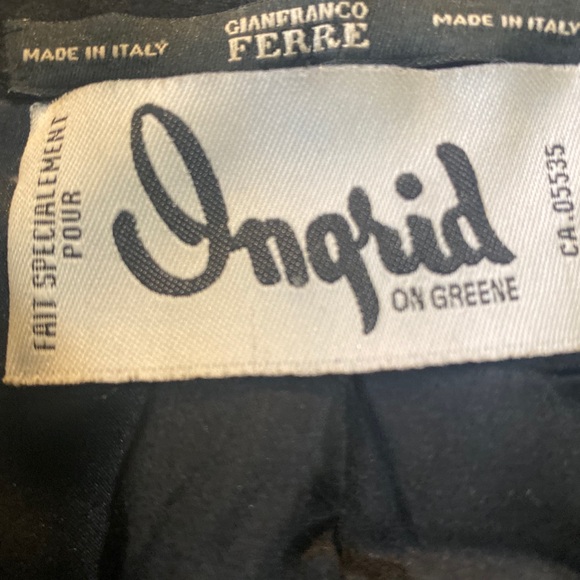 MADE IN ITALY
GIANFRANCO
FERRE
MADE IN ITALY
FAIT SPECIALEMENT
POUR
Ingrid
ON GREENE
CA.05535